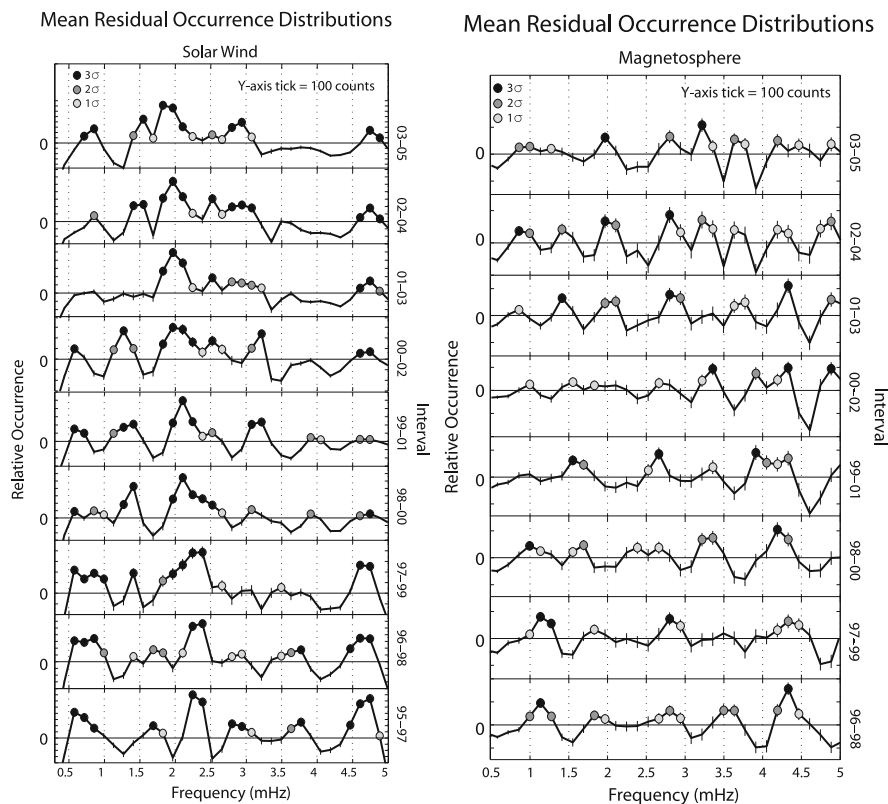 Mean Residual Occurrence Distributions
Solar Wind
3σ
2σ
1σ
Y-axis tick = 100 counts
0
03-05
0
02-04
0
01-03
0
00-02
0
99-01
0
98-00
0
97-99
0
96-98
0
95-97
Relative Occurrence
Interval
0.5 1 1.5 2 2.5 3 3.5 4 4.5 5
Frequency (mHz)
Mean Residual Occurrence Distributions
Magnetosphere
3σ
2σ
1σ
Y-axis tick = 100 counts
0
03-05
0
02-04
0
01-03
0
00-02
0
99-01
0
98-00
0
97-99
0
96-98
Relative Occurrence
Interval
0.5 1 1.5 2 2.5 3 3.5 4 4.5 5
Frequency (mHz)